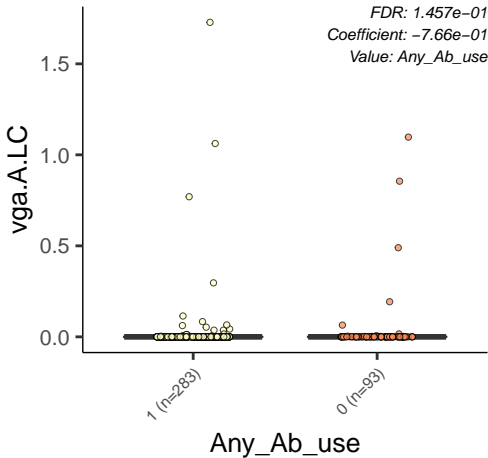 FDR: 1.457e−01
Coefficient: −7.66e−01
Value: Any_Ab_use
vga.A.LC
1.5
1.0
0.5
0.0
1 (n=283)
0 (n=93)
Any_Ab_use